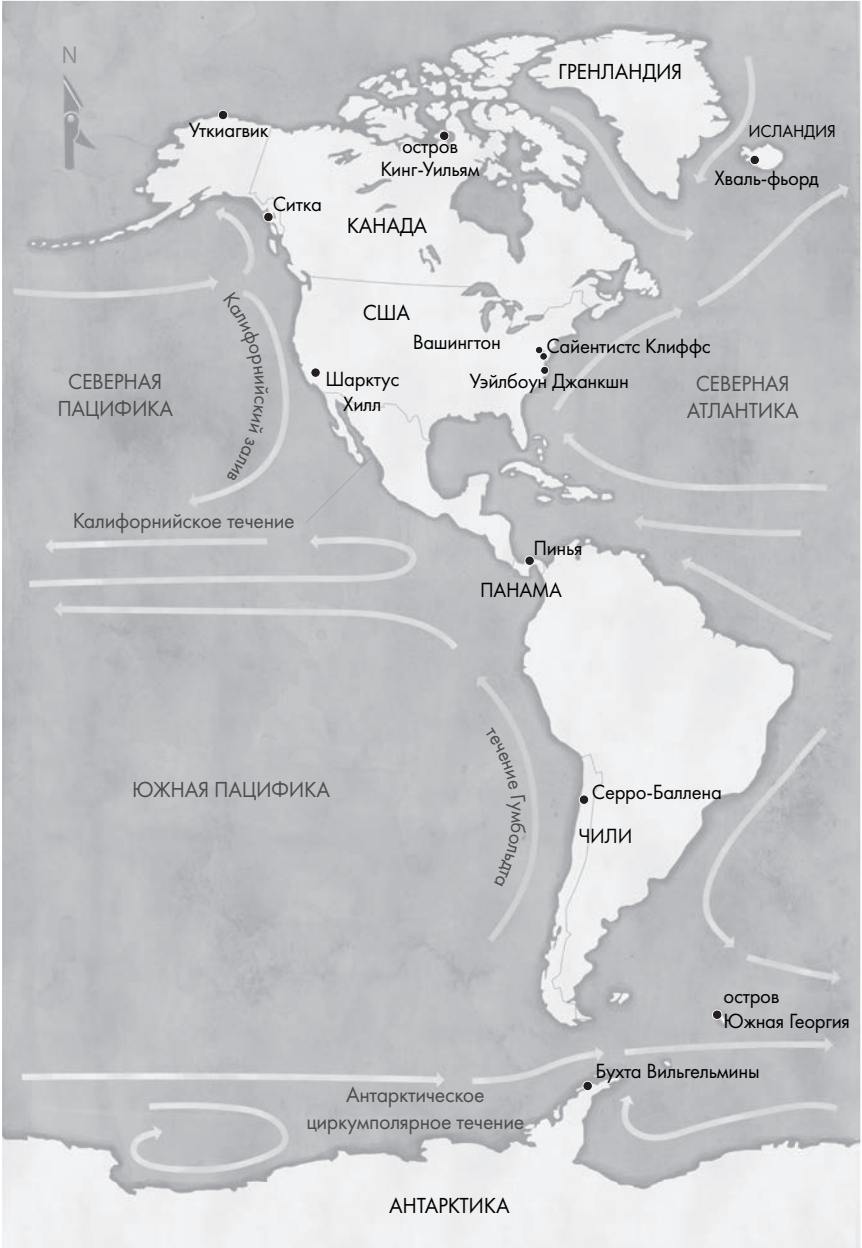 N
ГРЕНЛАНДИЯ
Уткиагвик
ИСЛАНДИЯ
остров
Кинг-Уильям
Хваль-фьорд
Ситка
КАНАДА
США
Вашингтон
Сайентистс Клиффс
Уэйлбоун Джанкшн
Шарктус
Хилл
СЕВЕРНАЯ
ПАЦИФИКА
Калифорнийский залив
СЕВЕРНАЯ
АТЛАНТИКА
Калифорнийское течение
Пинья
ПАНАМА
течение Гумбольдта
ЮЖНАЯ ПАЦИФИКА
Серро-Баллена
ЧИЛИ
остров
Южная Георгия
Бухта Вильгельмины
Антарктическое
циркумполярное течение
АНТАРКТИКА